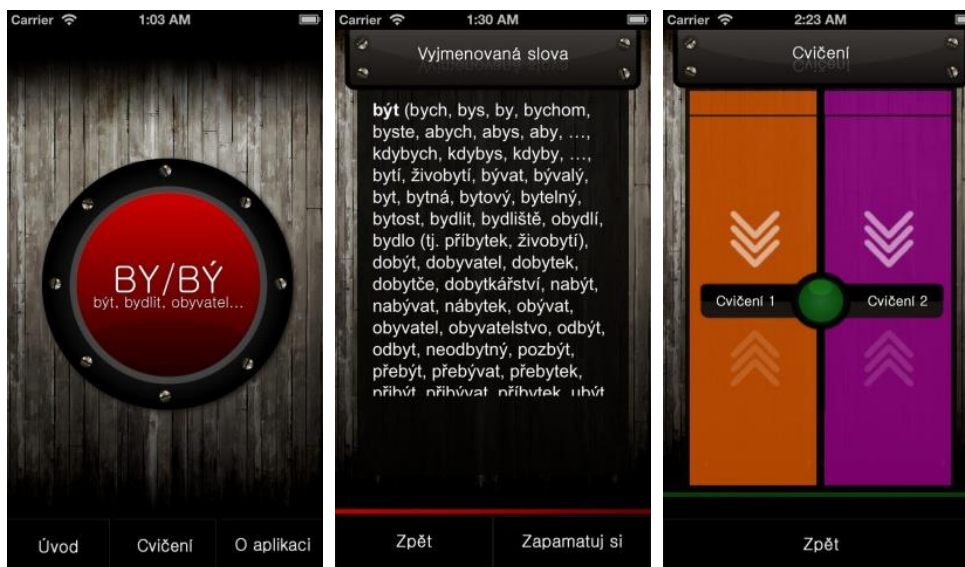 Carrier 1:03 AM
BY/BÝ
být, bydlit, obyvatel...
Úvod Cvičení O aplikaci
Carrier 1:30 AM
Vyjmenovaná slova
být (bych, bys, by, bychom,
byste, abych, abys, aby, ...,
kdybych, kdybys, kdyby, ...,
bytí, živobytí, bývat, bývalý,
byt, bytná, bytový, bytelný,
bytost, bydlit, bydliště, obydlí,
bydlo (tj. příbytek, živobytí),
dobýt, dobyvatel, dobytek,
dobytče, dobytkářství, nabýt,
nabývat, nábytek, obývat,
obyvatel, obyvatelstvo, odbýt,
odbyt, neodbytný, pozbýt,
přebýt, přebývat, přebytek,
přibýt, přibývat, příbytek, ubýt
Zpět Zapamatuj si
Carrier 2:23 AM
Cvičení
Cvičení 1 Cvičení 2
Zpět